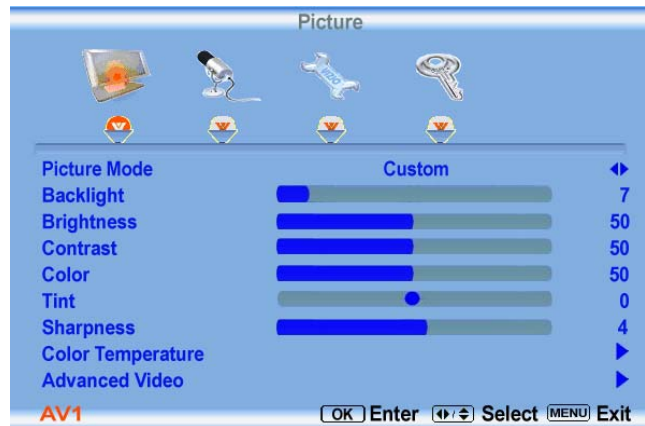 Picture
VIZIO
Picture Mode Custom
Backlight 7
Brightness 50
Contrast 50
Color 50
Tint 0
Sharpness 4
Color Temperature
Advanced Video
AV1 OK Enter Select MENU Exit